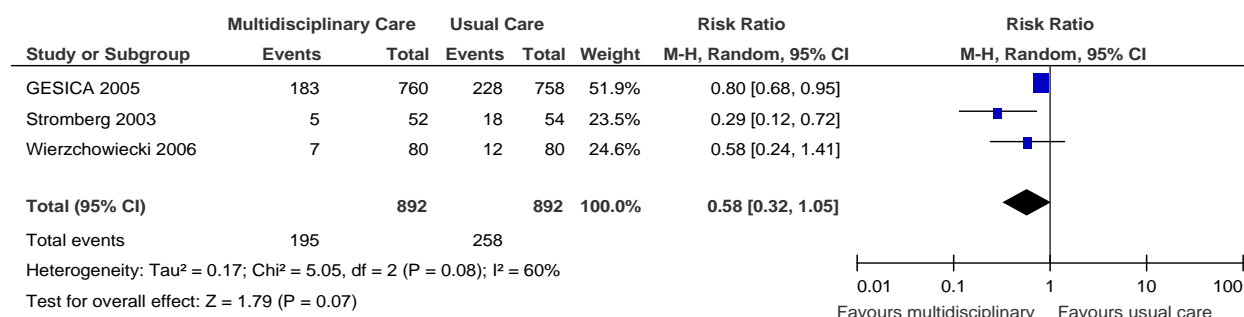 Multidisciplinary Care Usual Care Risk Ratio Risk Ratio
Study or Subgroup Events Total Events Total Weight M-H, Random, 95% CI M-H, Random, 95% CI
GESICA 2005 183 760 228 758 51.9% 0.80 [0.68, 0.95]
Stromberg 2003 5 52 18 54 23.5% 0.29 [0.12, 0.72]
Wierzchowiecki 2006 7 80 12 80 24.6% 0.58 [0.24, 1.41]
Total (95% CI) 892 892 100.0% 0.58 [0.32, 1.05]
Total events 195 258
Heterogeneity: Tau² = 0.17; Chi² = 5.05, df = 2 (P = 0.08); I² = 60%
Test for overall effect: Z = 1.79 (P = 0.07)
0.01 0.1 1 10 100
Favours multidisciplinary Favours usual care